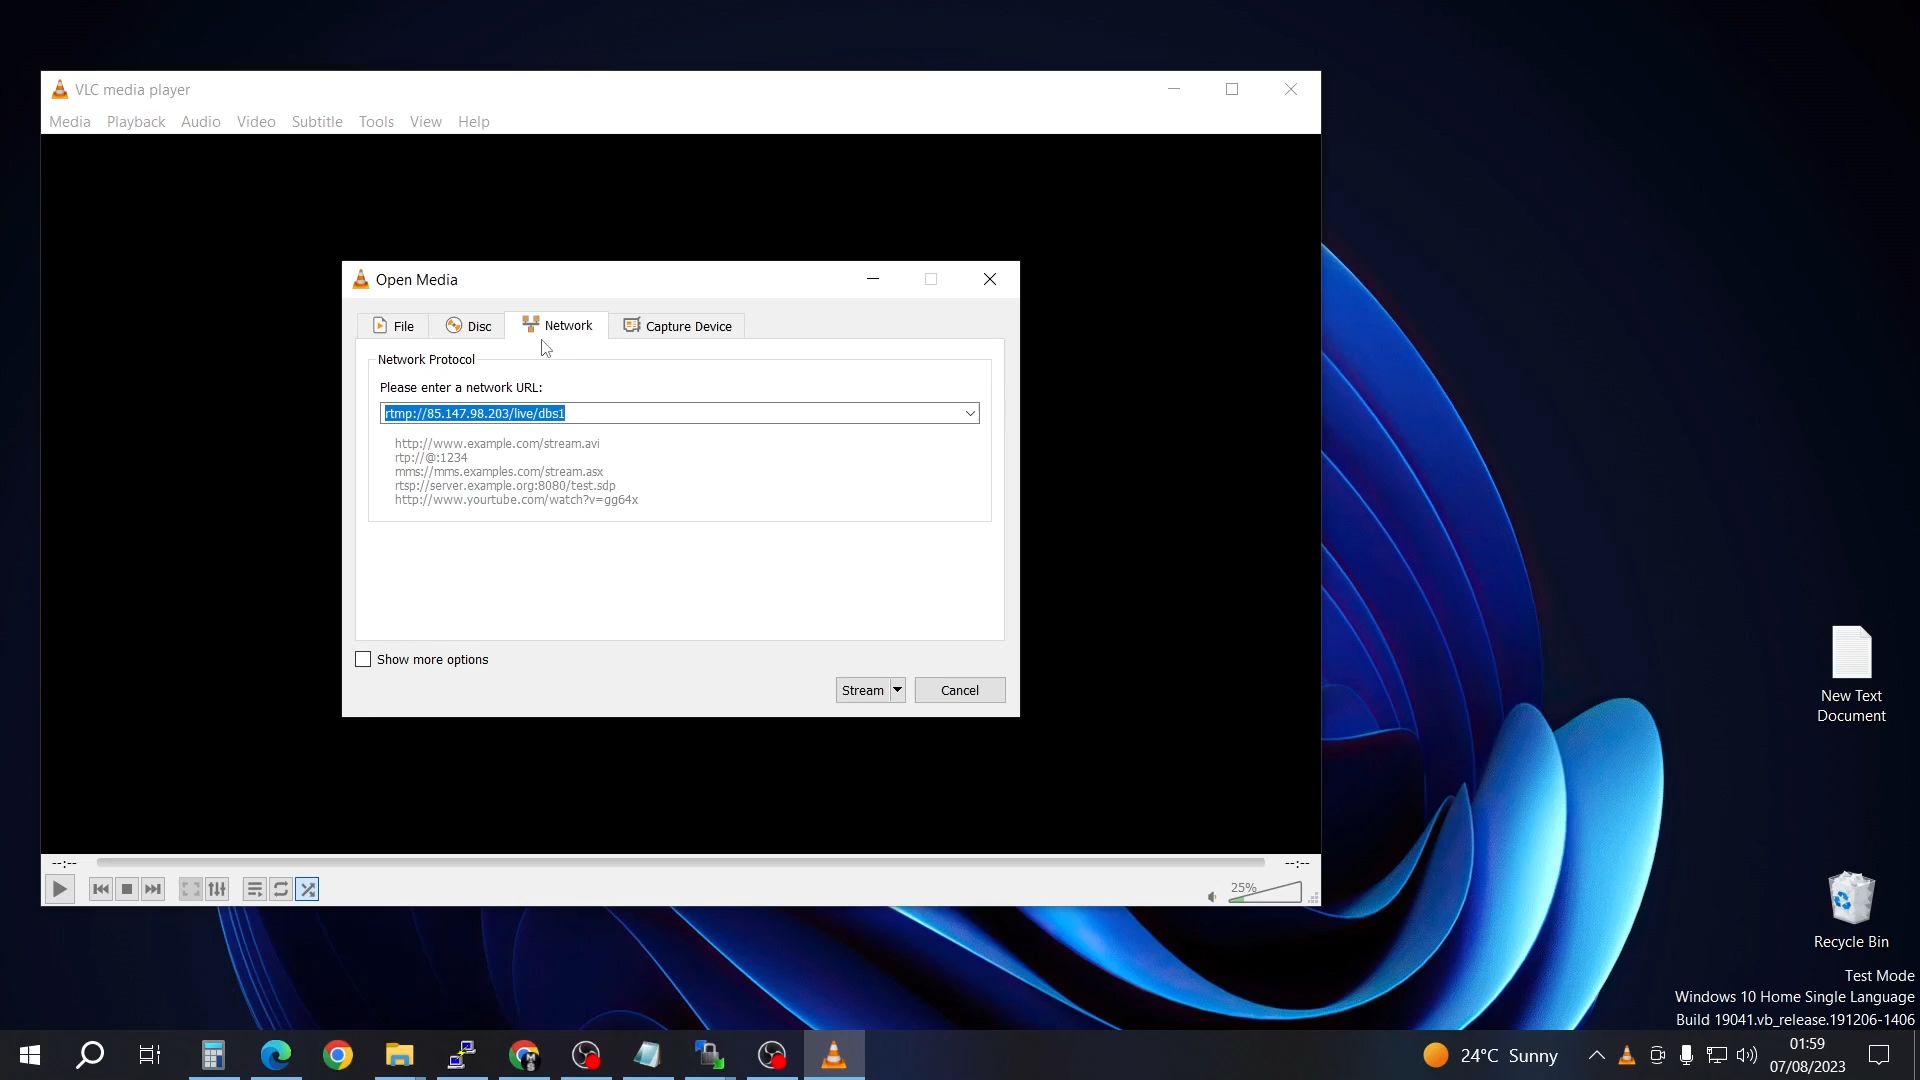 VLC media player
Media Playback Audio Video Subtitle Tools View Help
Open Media
File Disc Network Capture Device
Network Protocol
Please enter a network URL:
rtmp://85.147.98.203/live/dbs1
http://www.example.com/stream.avi
rtp://@:1234
mms://mms.examples.com/stream.asx
rtsp://server.example.org:8080/test.sdp
http://www.yourtube.com/watch?v=gg64x
Show more options
Stream Cancel
--:-- --:--
25%
New Text
Document
Recycle Bin
Test Mode
Windows 10 Home Single Language
Build 19041.vb_release.191206-1406
24°C Sunny
01:59
07/08/2023